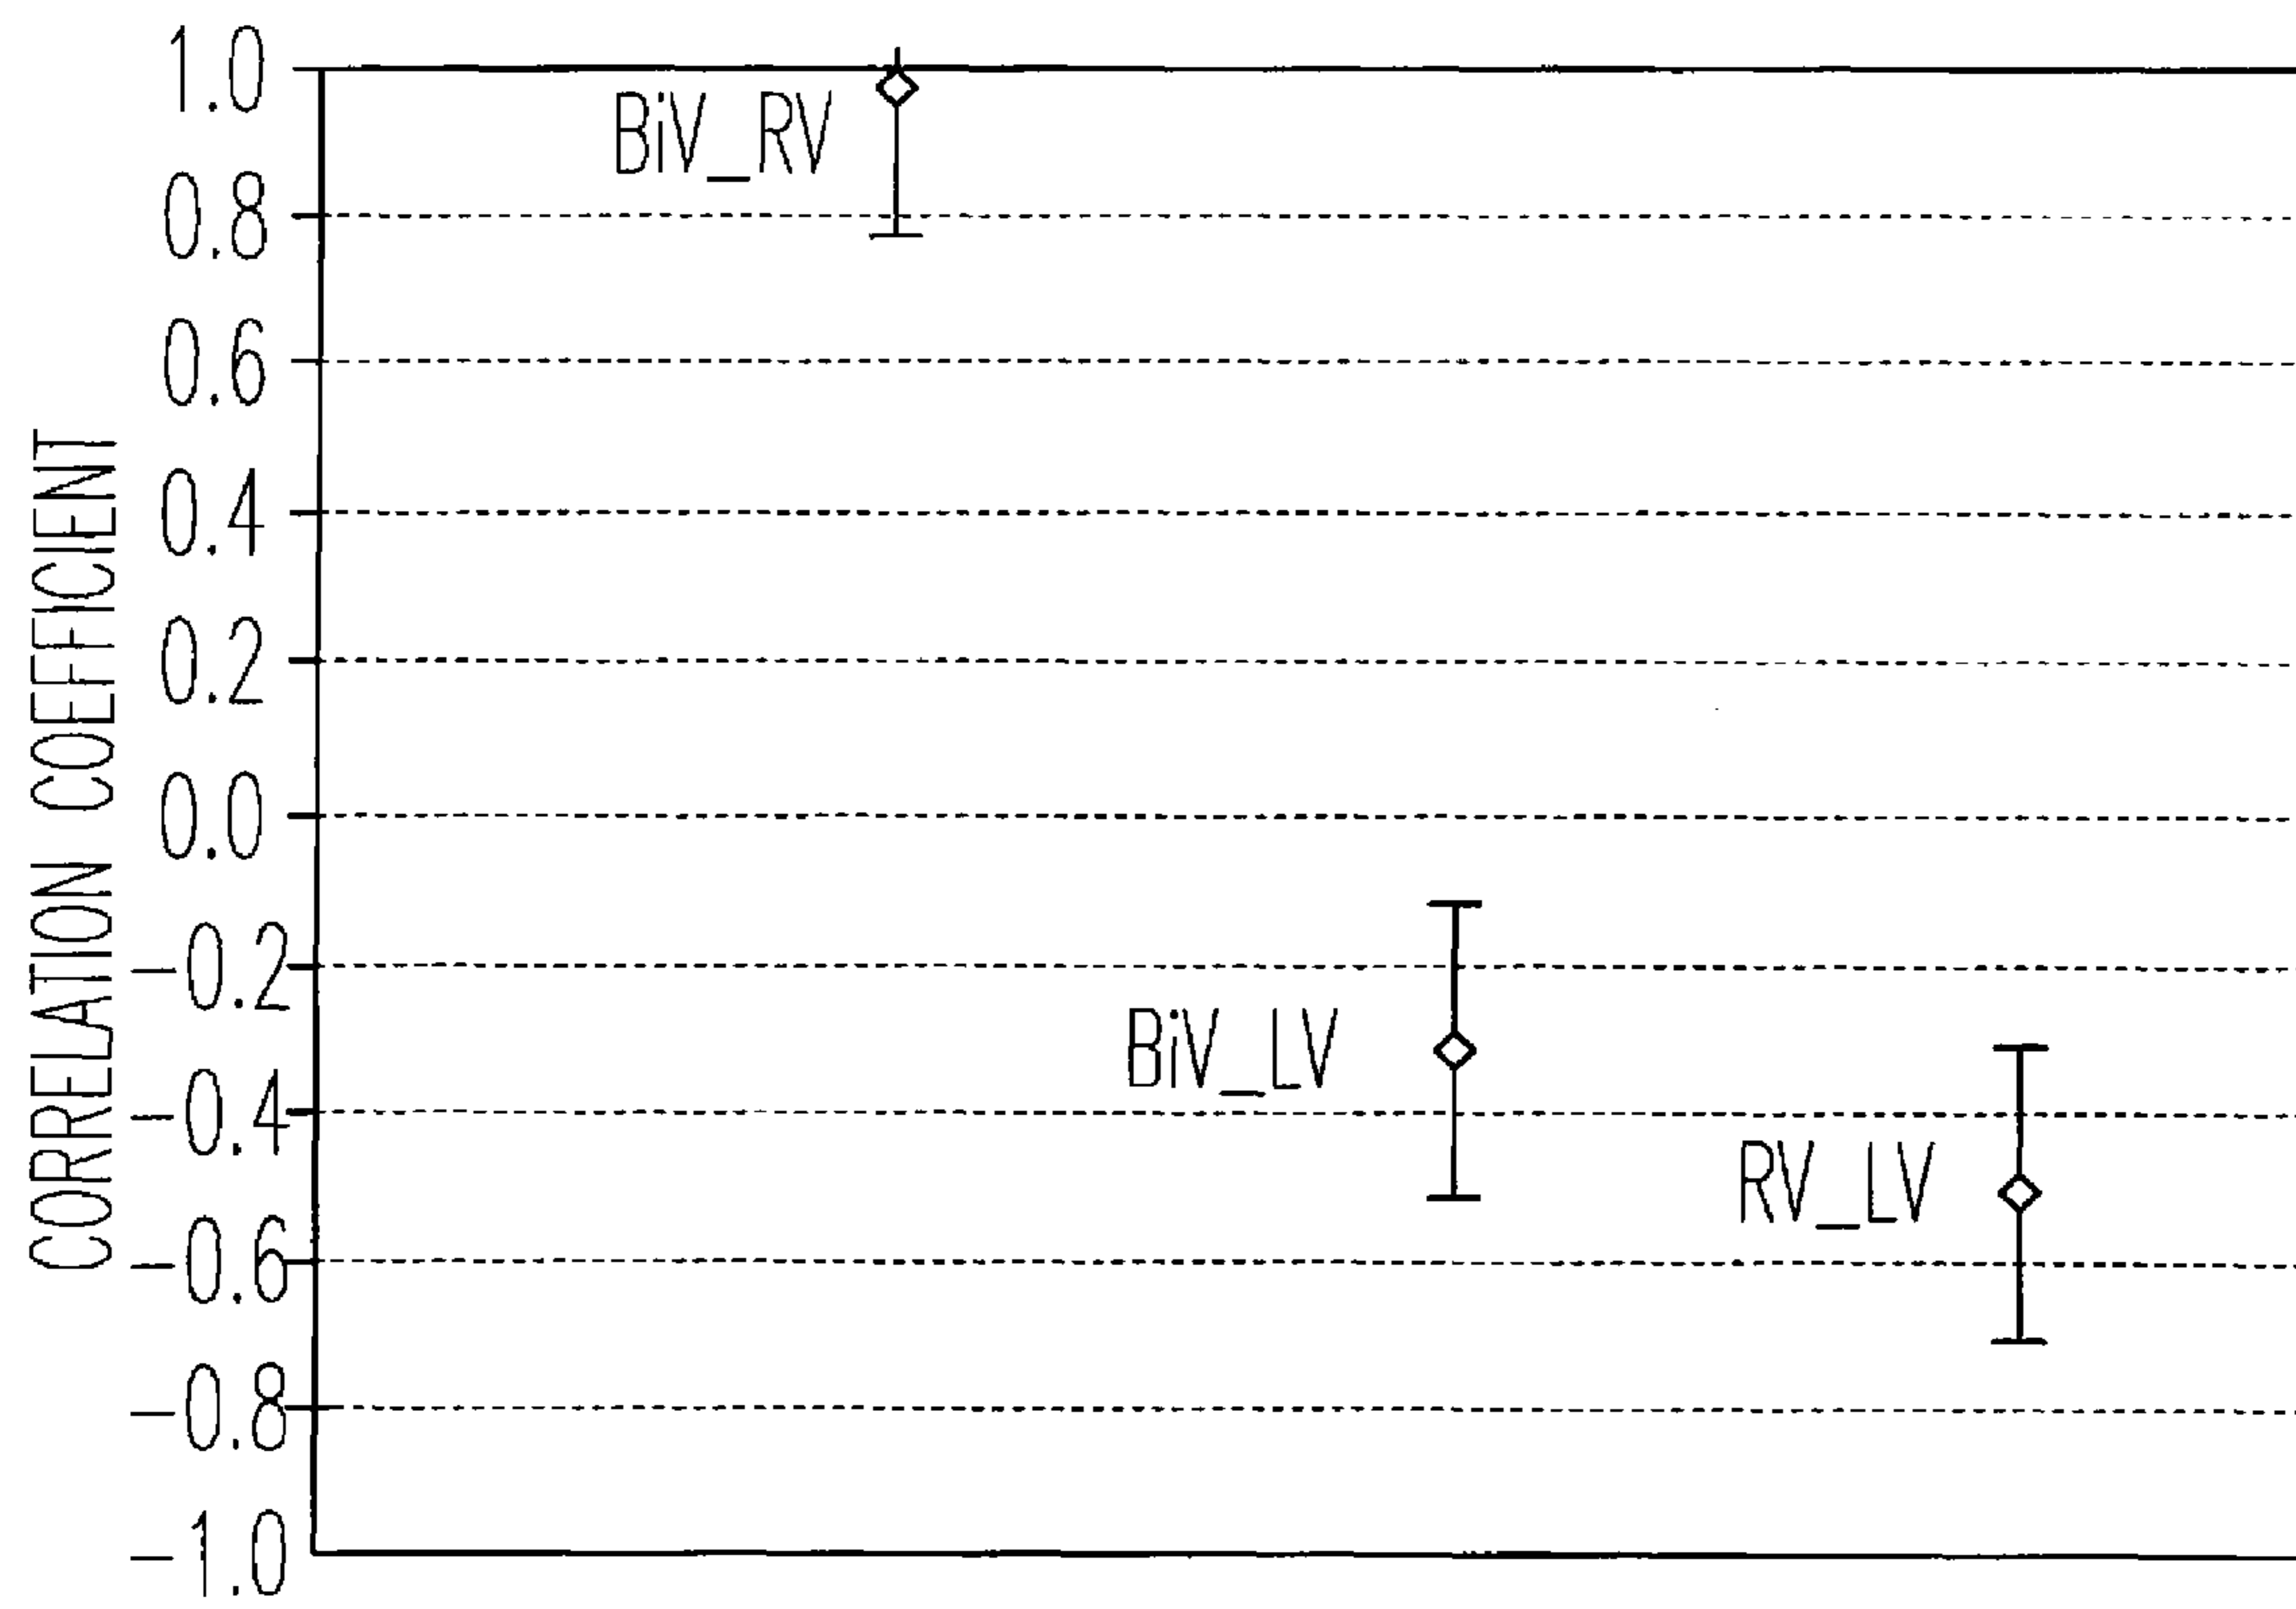 1.0
BiV_RV
0.8
0.6
0.4
0.2
0.0
-0.2
BiV_LV
-0.4
RV_LV
-0.6
-0.8
-1.0
CORRELATION COEFFICIENT